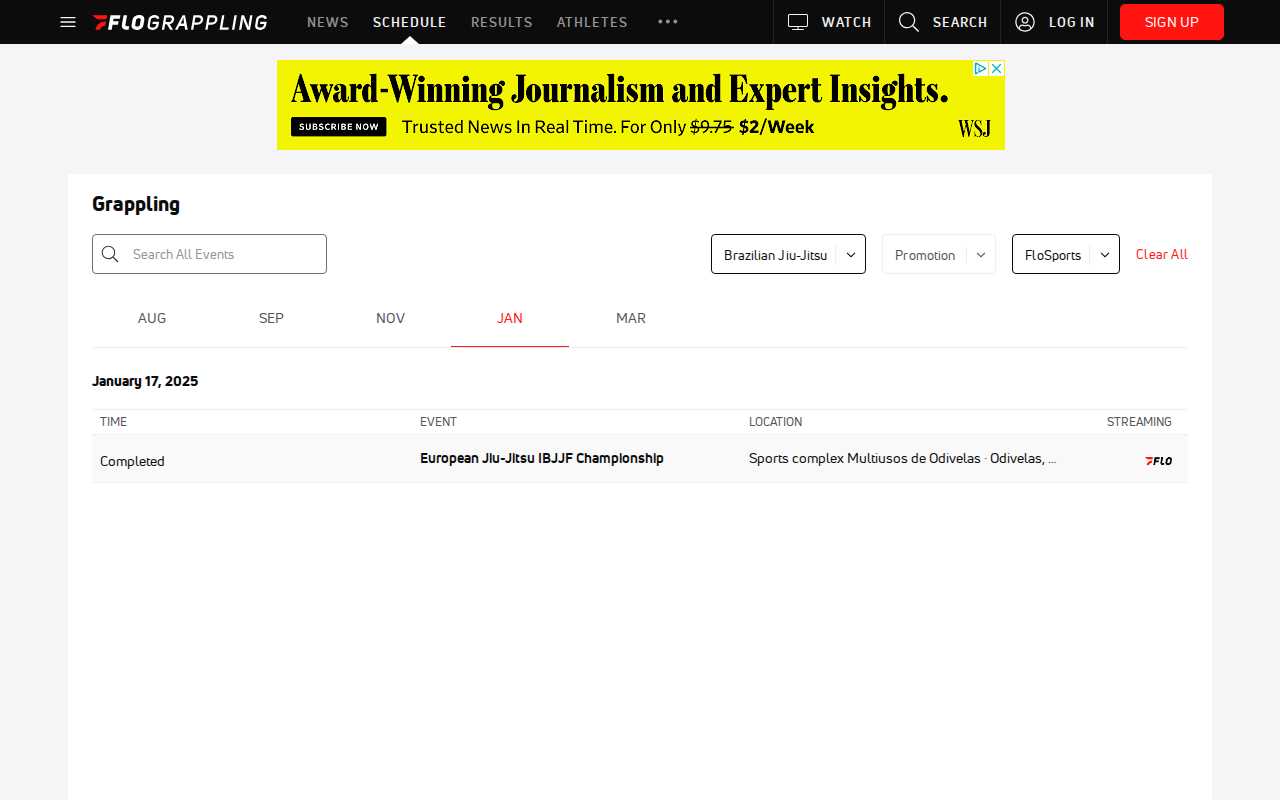 FLOGRAPPLING NEWS SCHEDULE RESULTS ATHLETES WATCH SEARCH LOG IN SIGN UP
Award-Winning Journalism and Expert Insights.
SUBSCRIBE NOW Trusted News In Real Time. For Only $9.75 $2/Week WSJ
Grappling
Search All Events Brazilian Jiu-Jitsu Promotion FloSports Clear All
AUG SEP NOV JAN MAR
January 17, 2025
TIME EVENT LOCATION STREAMING
Completed European Jiu-Jitsu IBJJF Championship Sports complex Multiusos de Odivelas · Odivelas, ... FLO